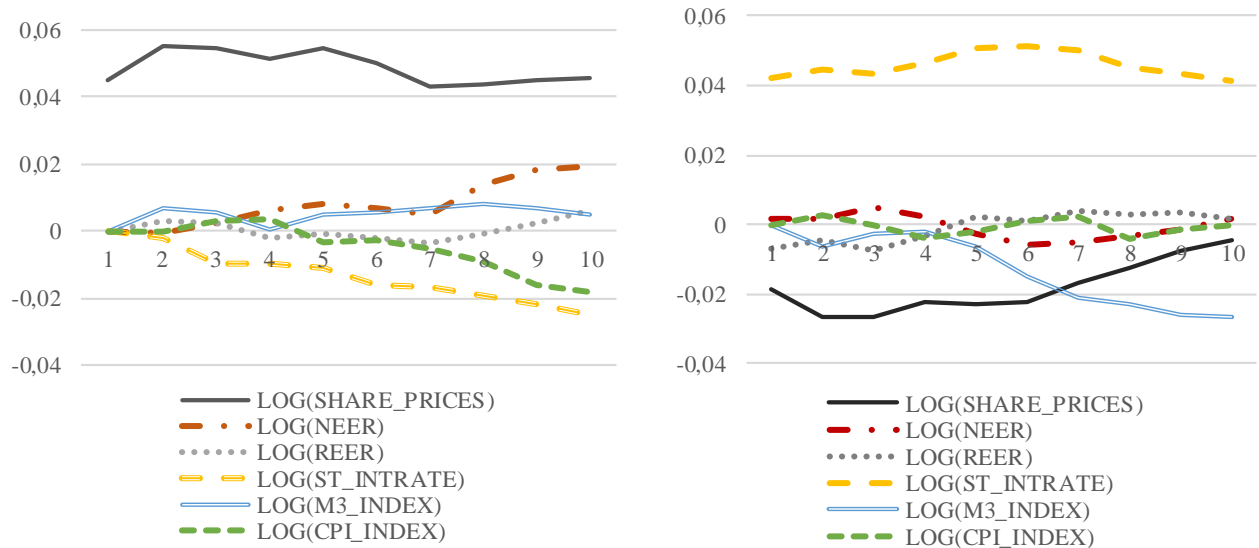 0,06
0,04
0,02
0
-0,02
-0,04
1 2 3 4 5 6 7 8 9 10
LOG(SHARE_PRICES)
LOG(NEER)
LOG(REER)
LOG(ST_INTRATE)
LOG(M3_INDEX)
LOG(CPI_INDEX)
0,06
0,04
0,02
0
-0,02
-0,04
1 2 3 4 5 6 7 8 9 10
LOG(SHARE_PRICES)
LOG(NEER)
LOG(REER)
LOG(ST_INTRATE)
LOG(M3_INDEX)
LOG(CPI_INDEX)